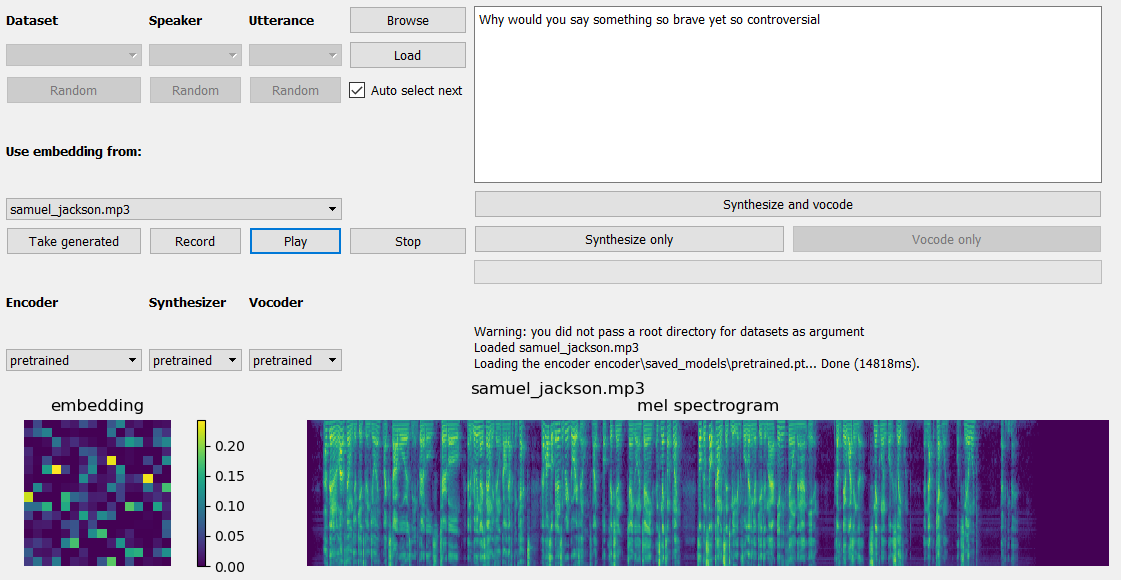 Dataset Speaker Utterance Browse
Why would you say something so brave yet so controversial
Load
Random Random Random Auto select next
Use embedding from:
samuel_jackson.mp3
Synthesize and vocode
Take generated Record Play Stop
Synthesize only Vocode only
Encoder Synthesizer Vocoder
pretrained pretrained pretrained
Warning: you did not pass a root directory for datasets as argument
Loaded samuel_jackson.mp3
Loading the encoder encoder\saved_models\pretrained.pt... Done (14818ms).
samuel_jackson.mp3
embedding mel spectrogram
0.20
0.15
0.10
0.05
0.00